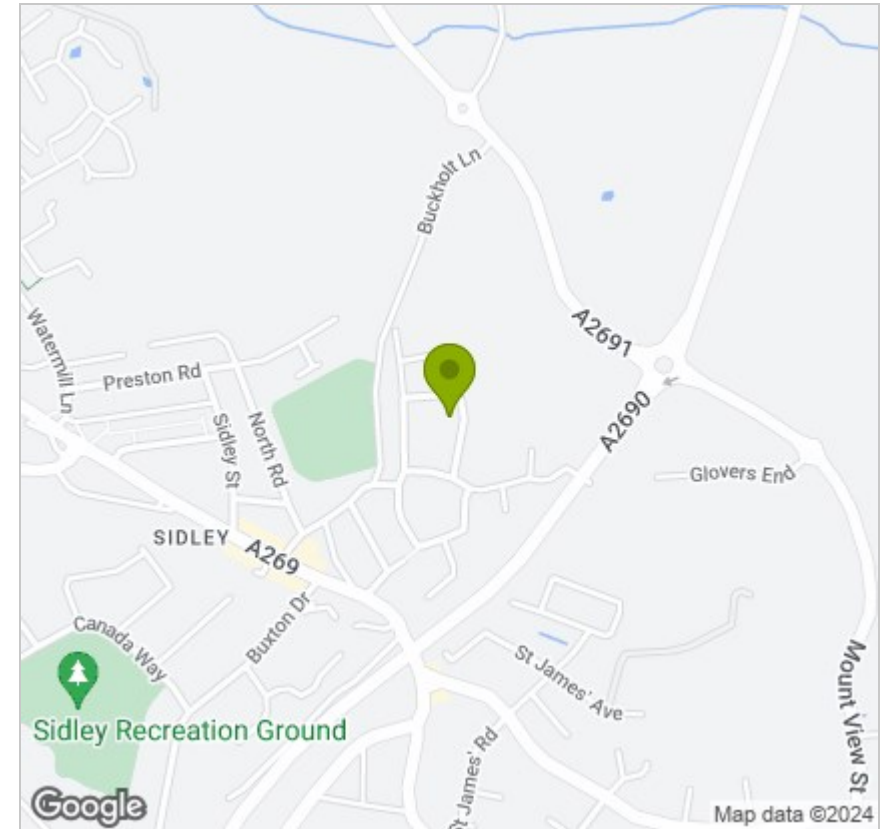 Buckholt Ln
A2691
Watermill Ln
Preston Rd
Sidley St
North Rd
A2690
Glovers End
SIDLEY
A269
Buxton Dr
Canada Way
St James' Ave
Mount View St
Sidley Recreation Ground
St James' Rd
Google
Map data ©2024